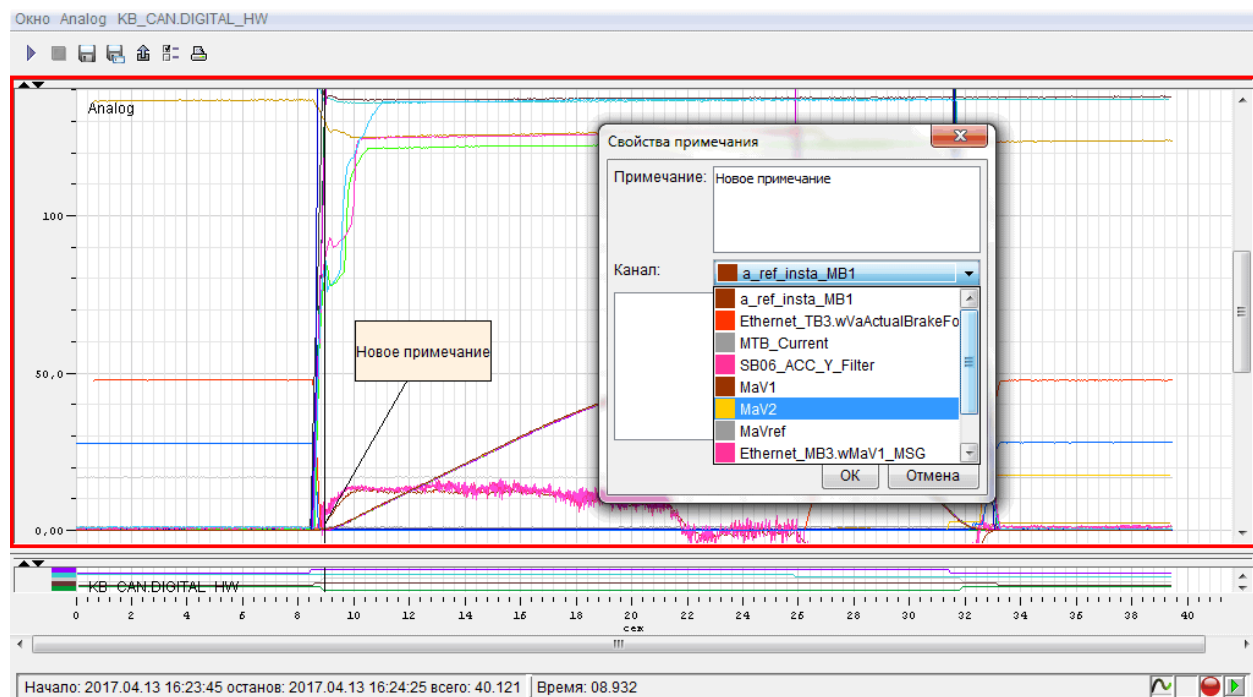 Окно Analog KB_CAN.DIGITAL_HW
Analog
100
50,0
0,00
Новое примечание
Свойства примечания
Примечание:
Новое примечание
Канал:
a_ref_insta_MB1
a_ref_insta_MB1
Ethernet_TB3.wVaActualBrakeFo
MTB_Current
SB06_ACC_Y_Filter
MaV1
MaV2
MaVref
Ethernet_MB3.wMaV1_MSG
ОК Отмена
KB_CAN.DIGITAL_HW
0 2 4 6 8 10 12 14 16 18 20 22 24 26 28 30 32 34 36 38 40
сек
Начало: 2017.04.13 16:23:45 останов: 2017.04.13 16:24:25 всего: 40.121 Время: 08.932